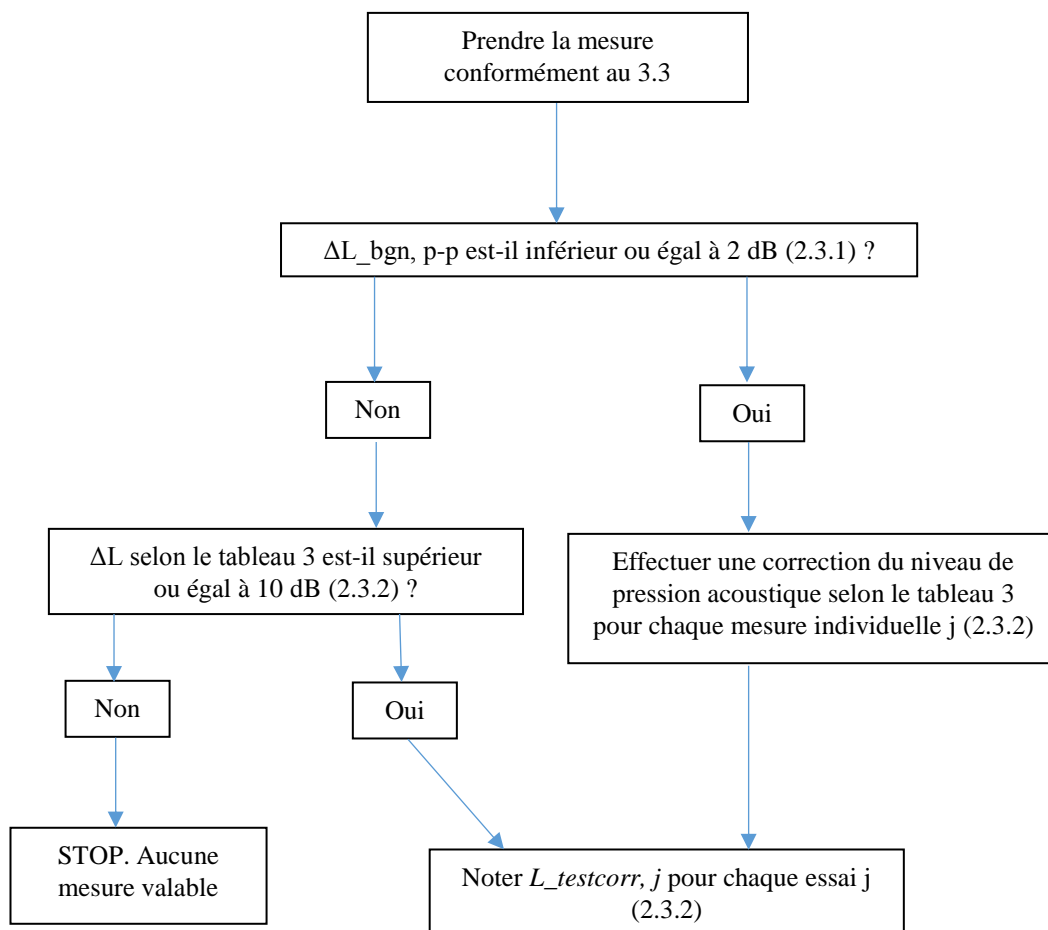 Prendre la mesure
conformément au 3.3
ΔL_bgn, p-p est-il inférieur ou égal à 2 dB (2.3.1) ?
Non
Oui
ΔL selon le tableau 3 est-il supérieur
ou égal à 10 dB (2.3.2) ?
Effectuer une correction du niveau de
pression acoustique selon le tableau 3
pour chaque mesure individuelle j (2.3.2)
Non
Oui
STOP. Aucune
mesure valable
Noter L_testcorr, j pour chaque essai j
(2.3.2)